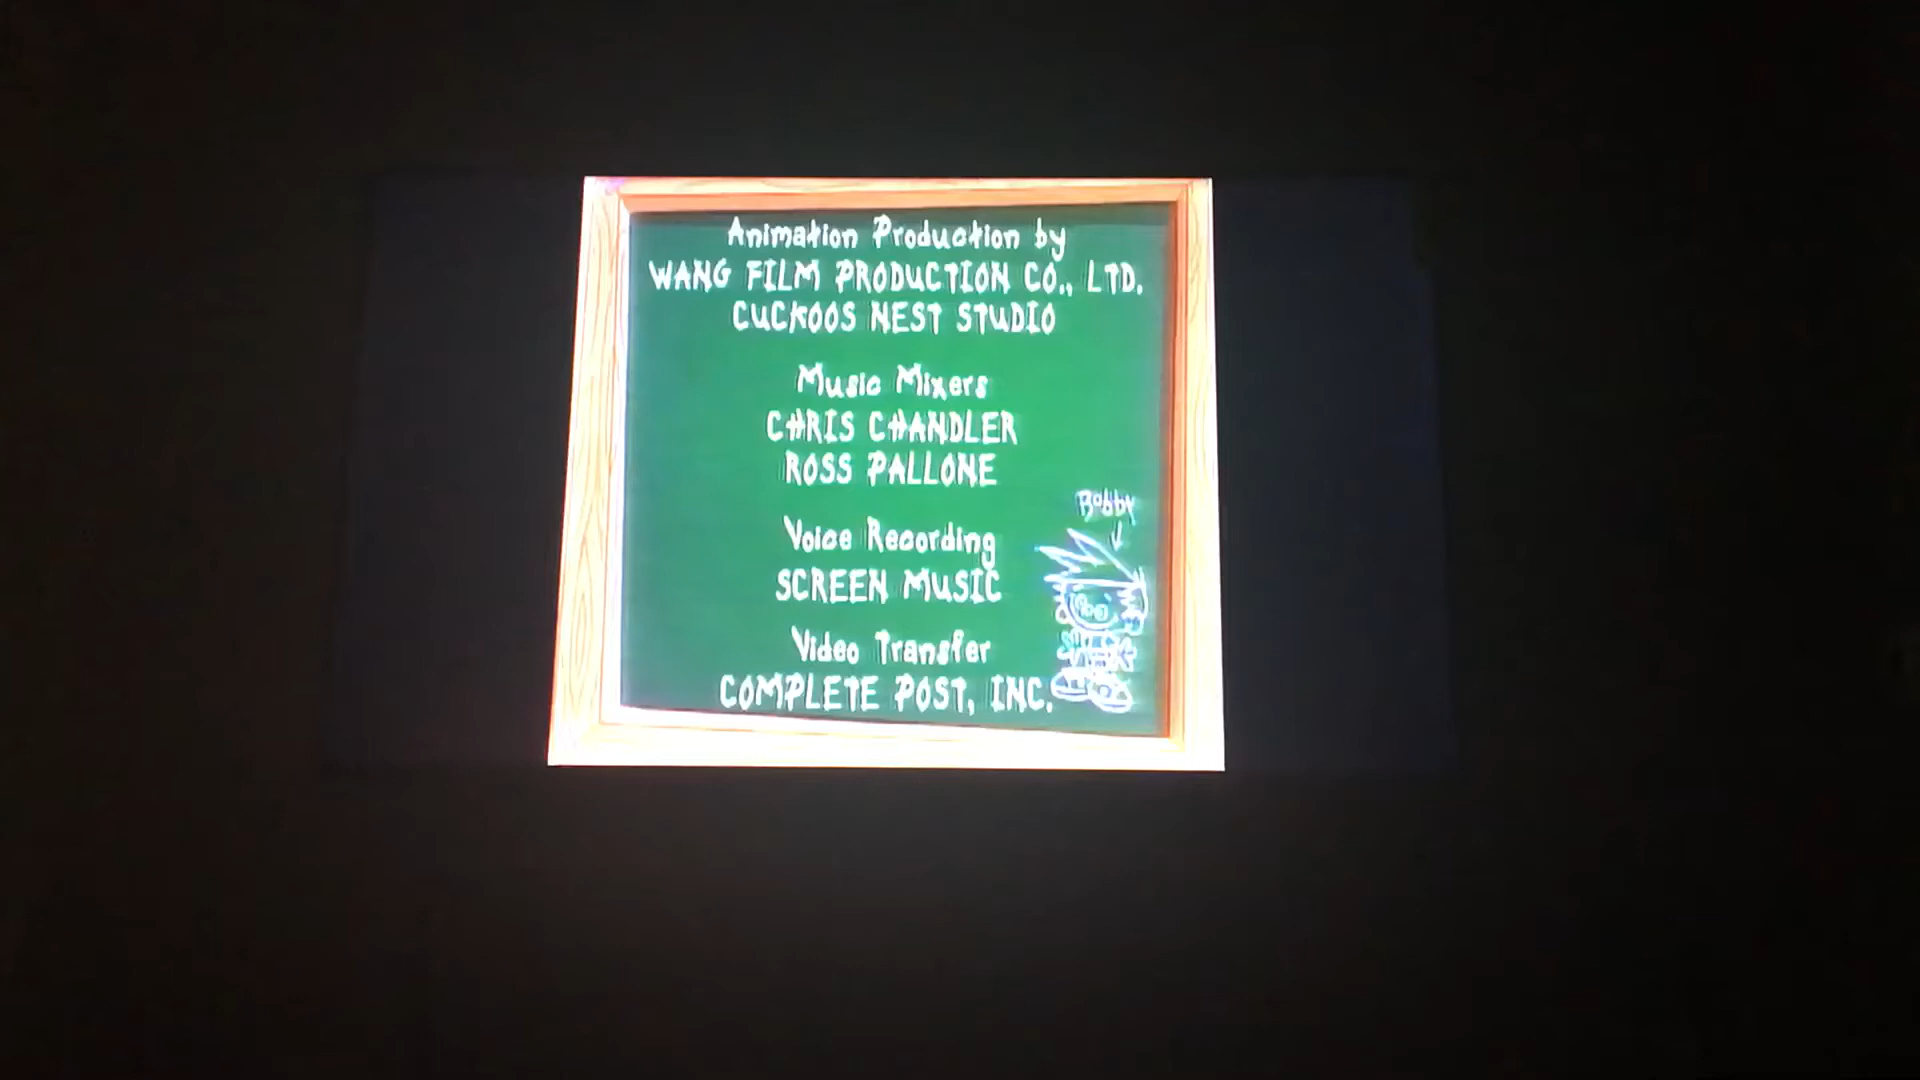 Animation Production by
WANG FILM PRODUCTION CO., LTD.
CUCKOOS NEST STUDIO
Music Mixers
CHRIS CHANDLER
ROSS PALLONE
Bobby
Voice Recording
SCREEN MUSIC
Video Transfer
COMPLETE POST, INC.